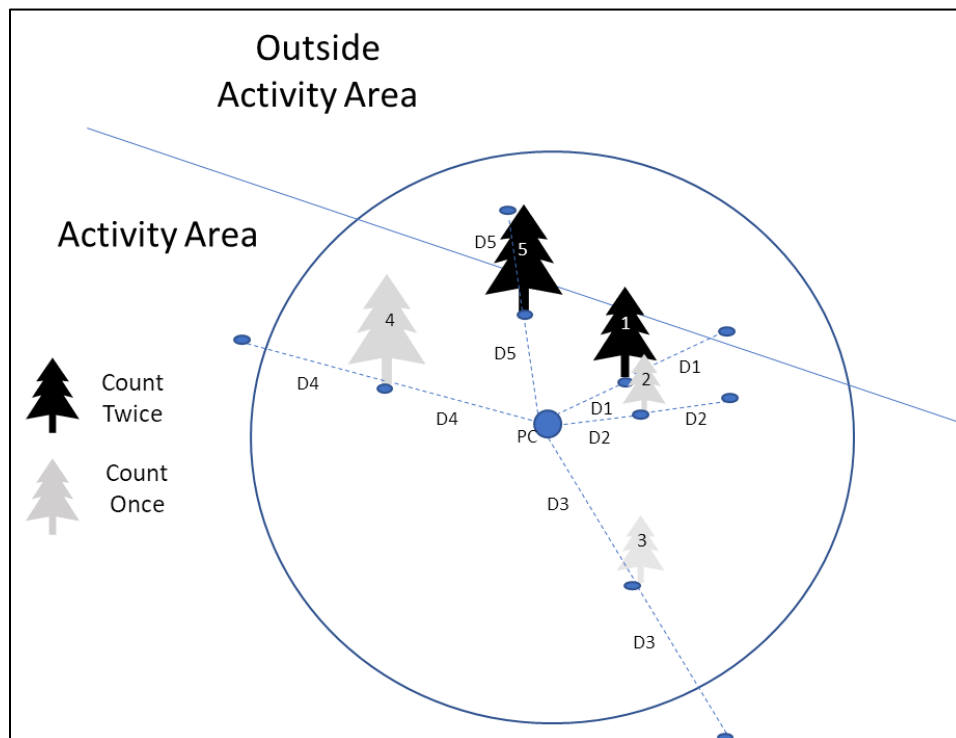 Outside
Activity Area
Activity Area
D5
5
4
1
D5
D1
2
D4
D1
D4
PC
D2
D2
D3
3
D3
Count
Twice
Count
Once